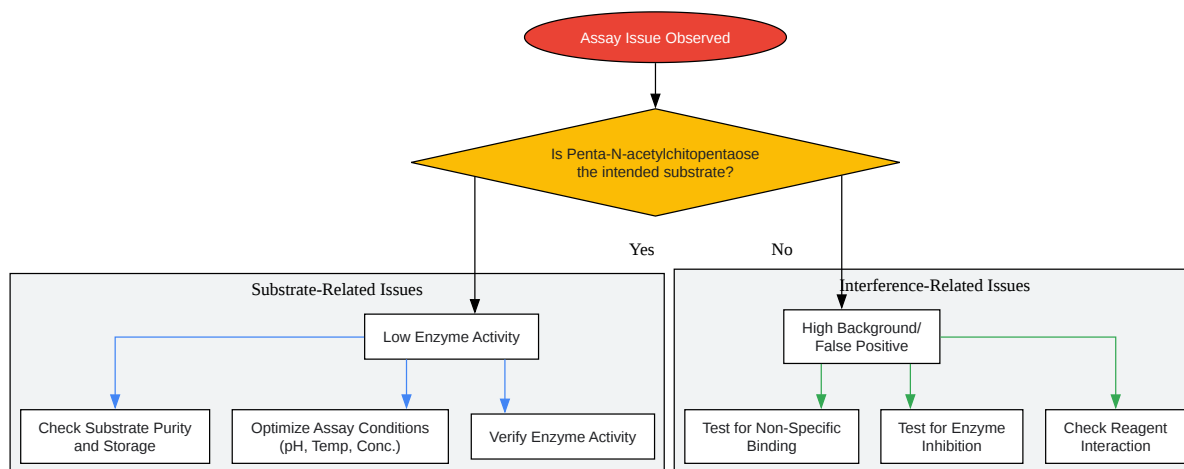 Assay Issue Observed
Is Penta-N-acetylchitopentaose
the intended substrate?
Yes
No
Substrate-Related Issues
Interference-Related Issues
Low Enzyme Activity
High Background/
False Positive
Check Substrate Purity
and Storage
Optimize Assay Conditions
(pH, Temp, Conc.)
Verify Enzyme Activity
Test for Non-Specific
Binding
Test for Enzyme
Inhibition
Check Reagent
Interaction